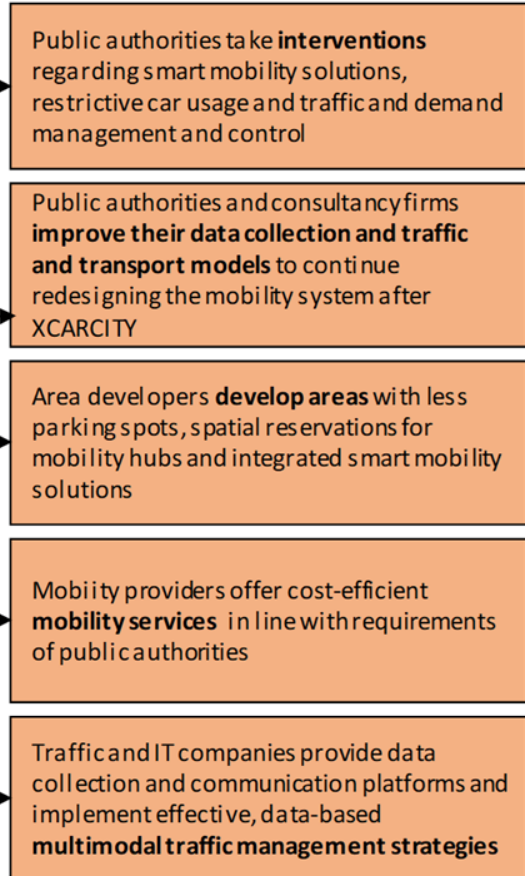 Public authorities take interventions
regarding smart mobility solutions,
restrictive car usage and traffic and demand
management and control
Public authorities and consultancy firms
improve their data collection and traffic
and transport models to continue
redesigning the mobility system after
XCARCITY
Area developers develop areas with less
parking spots, spatial reservations for
mobility hubs and integrated smart mobility
solutions
Mobiity providers offer cost-efficient
mobility services in line with requirements
of public authorities
Traffic and IT companies provide data
collection and communication platforms and
implement effective, data-based
multimodal traffic management strategies